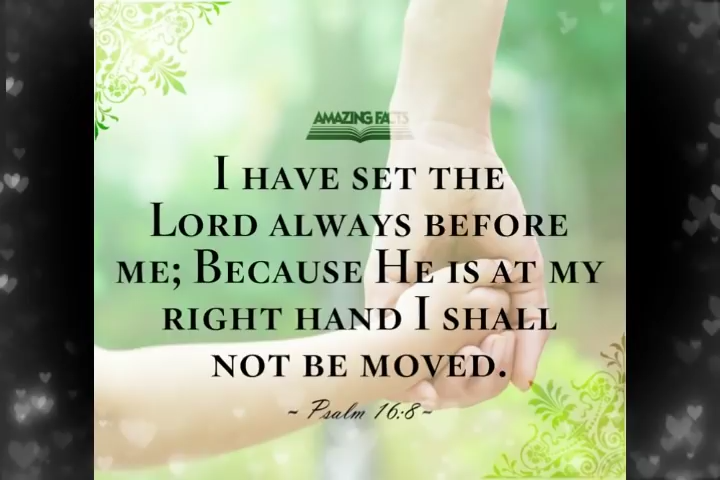 AMAZING FACTS
I HAVE SET THE
LORD ALWAYS BEFORE
ME; BECAUSE HE IS AT MY
RIGHT HAND I SHALL
NOT BE MOVED.
~ Psalm 16:8 ~